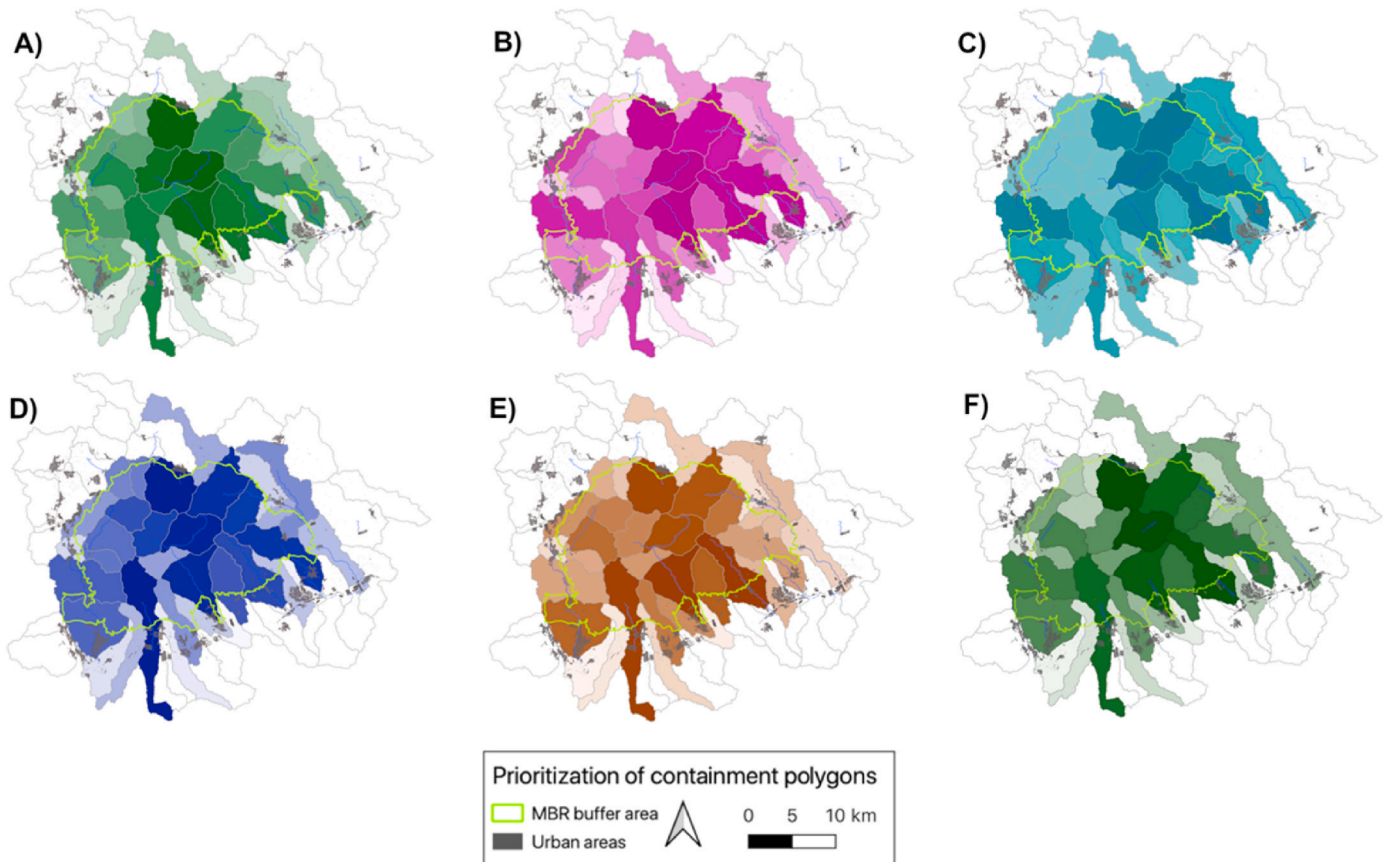 A)
B)
C)
D)
E)
F)
Prioritization of containment polygons
MBR buffer area
Urban areas
0 5 10 km